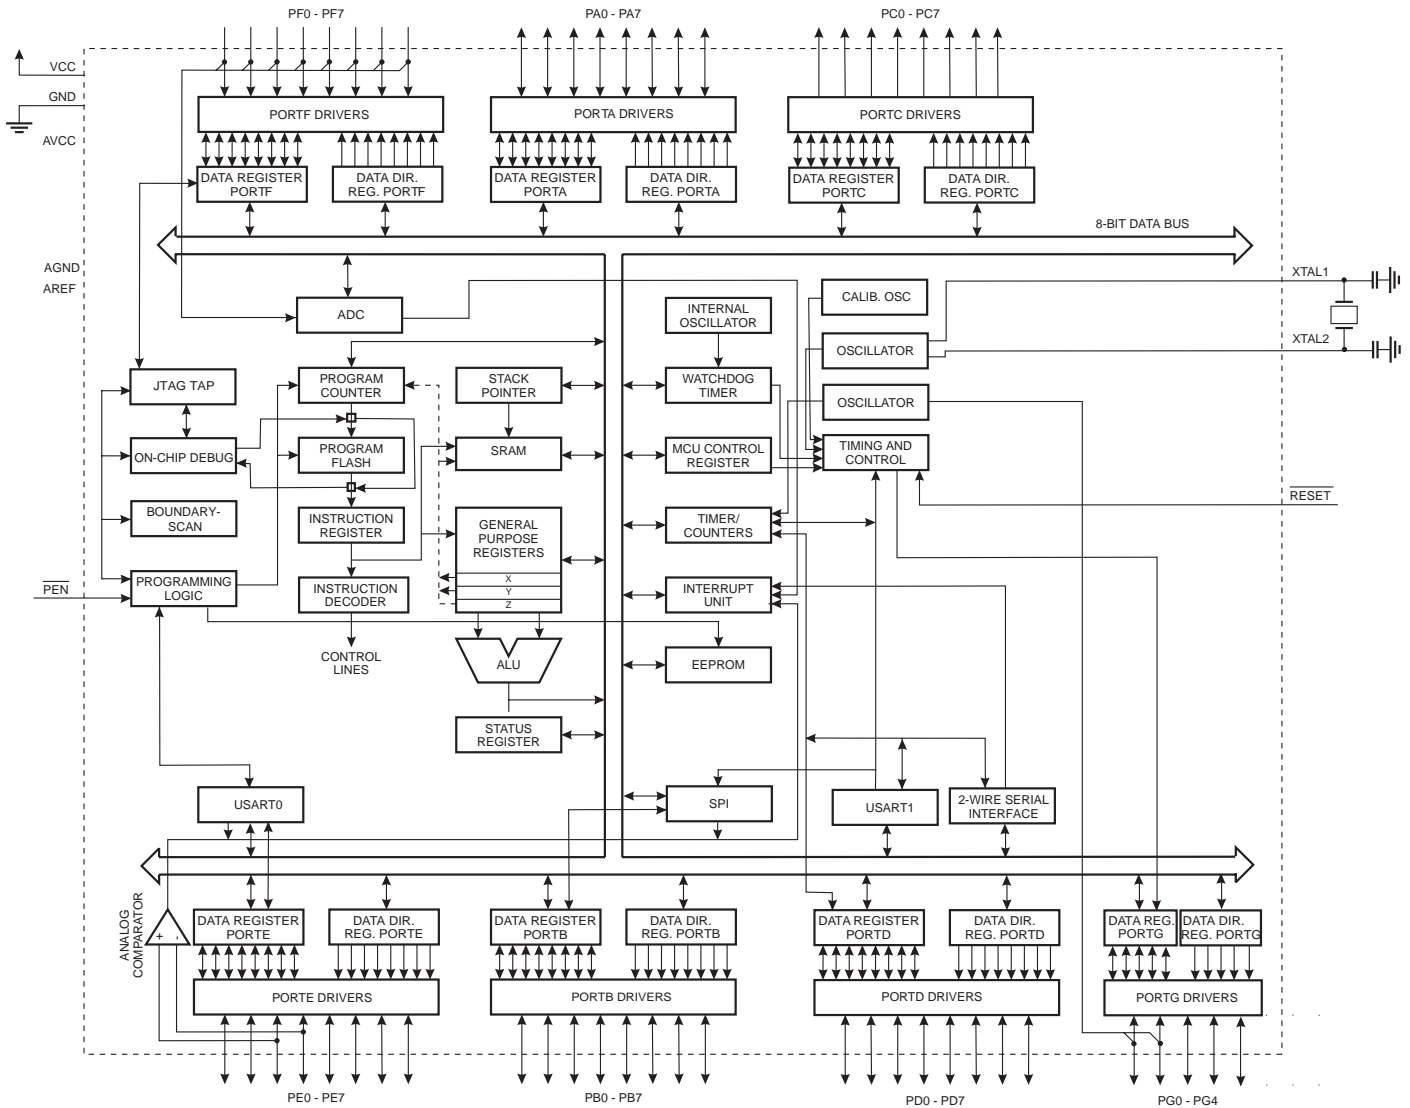 PF0 - PF7
PA0 - PA7
PC0 - PC7
VCC
GND
AVCC
PORTF DRIVERS
PORTA DRIVERS
PORTC DRIVERS
DATA REGISTER
PORTF
DATA DIR.
REG. PORTF
DATA REGISTER
PORTA
DATA DIR.
REG. PORTA
DATA REGISTER
PORTC
DATA DIR.
REG. PORTC
8-BIT DATA BUS
AGND
AREF
XTAL1
XTAL2
ADC
INTERNAL
OSCILLATOR
CALIB. OSC
OSCILLATOR
JTAG TAP
PROGRAM
COUNTER
STACK
POINTER
WATCHDOG
TIMER
OSCILLATOR
ON-CHIP DEBUG
PROGRAM
FLASH
SRAM
MCU CONTROL
REGISTER
TIMING AND
CONTROL
RESET
BOUNDARY-
SCAN
INSTRUCTION
REGISTER
GENERAL
PURPOSE
REGISTERS
X
Y
Z
TIMER/
COUNTERS
PEN
PROGRAMMING
LOGIC
INSTRUCTION
DECODER
INTERRUPT
UNIT
CONTROL
LINES
ALU
EEPROM
STATUS
REGISTER
USART0
SPI
USART1
2-WIRE SERIAL
INTERFACE
ANALOG
COMPARATOR
+
-
DATA REGISTER
PORTE
DATA DIR.
REG. PORTE
DATA REGISTER
PORTB
DATA DIR.
REG. PORTB
DATA REGISTER
PORTD
DATA DIR.
REG. PORTD
DATA REG.
PORTG
DATA DIR.
REG. PORTG
PORTE DRIVERS
PORTB DRIVERS
PORTD DRIVERS
PORTG DRIVERS
PE0 - PE7
PB0 - PB7
PD0 - PD7
PG0 - PG4